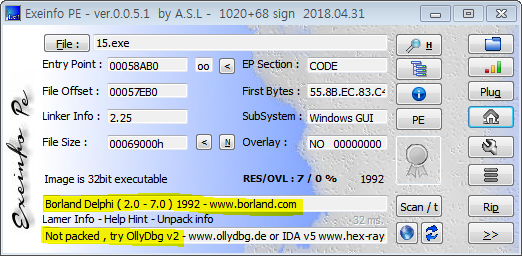 Exeinfo PE - ver.0.0.5.1 by A.S.L - 1020+68 sign 2018.04.31
File : 15.exe H
Entry Point : 00058AB0 oo < EP Section : CODE
File Offset : 00057EB0 First Bytes : 55.8B.EC.83.C4 Plug
Linker Info : 2.25 SubSystem : Windows GUI PE
File Size : 00069000h < N Overlay : NO 00000000
Image is 32bit executable RES/OVL : 7 / 0 % 1992
Exeinfo Pe
Borland Delphi ( 2.0 - 7.0 ) 1992 - www.borland.com Scan / t Rip
Lamer Info - Help Hint - Unpack info 32 ms.
Not packed , try OllyDbg v2 - www.ollydbg.de or IDA v5 www.hex-ray >>